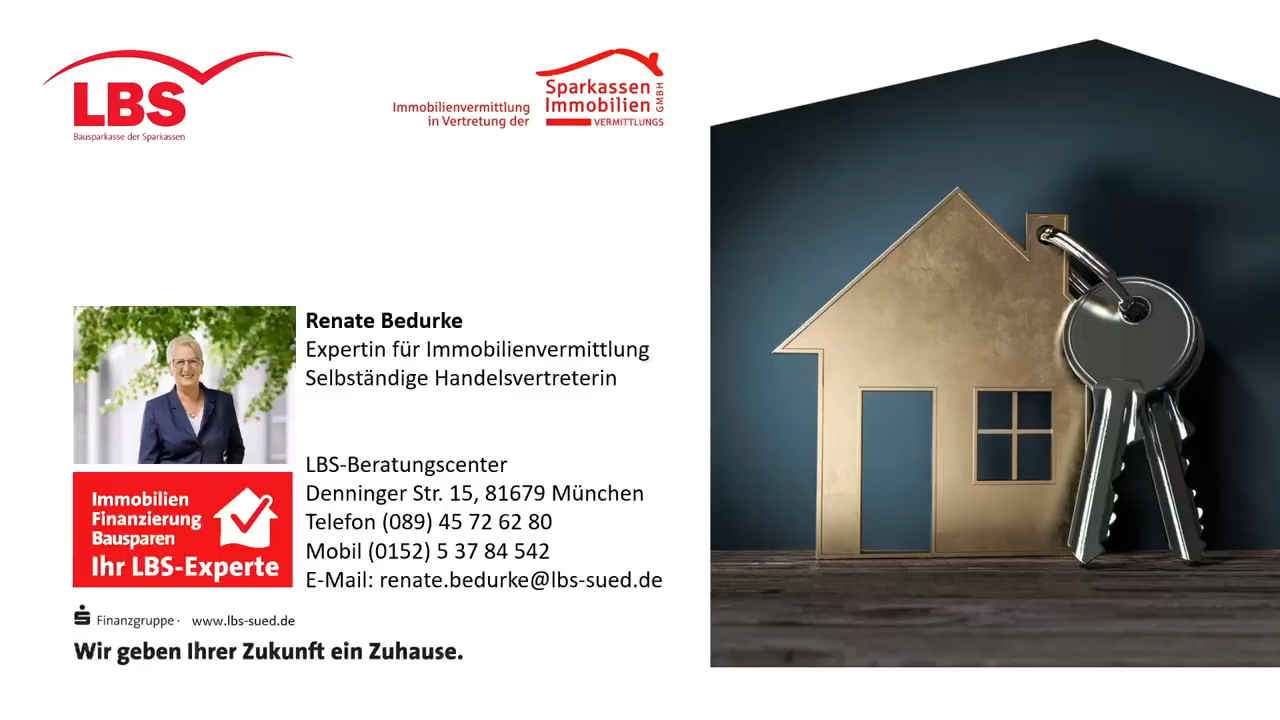 LBS
Bausparkasse der Sparkassen
Immobilienvermittlung
in Vertretung der
Sparkassen
Immobilien
GMBH
VERMITTLUNGS
Renate Bedurke
Expertin für Immobilienvermittlung
Selbständige Handelsvertreterin
LBS-Beratungscenter
Denninger Str. 15, 81679 München
Telefon (089) 45 72 62 80
Mobil (0152) 5 37 84 542
E-Mail: renate.bedurke@lbs-sued.de
Immobilien
Finanzierung
Bausparen
Ihr LBS-Experte
Finanzgruppe · www.lbs-sued.de
Wir geben Ihrer Zukunft ein Zuhause.